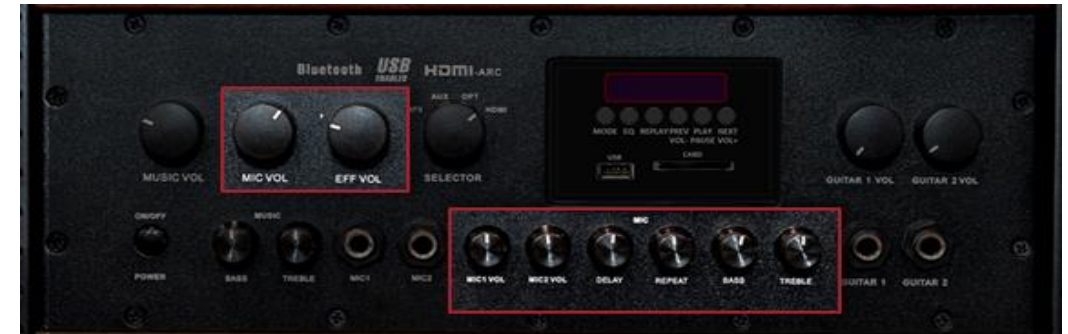 Bluetooth USB HDMI-ARC
ENABLED
AUX OPT
HDMI
MODE EQ REPLAY PREV PLAY NEXT
VOL- PAUSE VOL+
USB CARD
MUSIC VOL MIC VOL EFF VOL SELECTOR GUITAR 1 VOL GUITAR 2 VOL
ON/OFF MUSIC MIC
POWER BASS TREBLE MIC1 MIC2 MIC1 VOL MIC2 VOL DELAY REPEAT BASS TREBLE GUITAR 1 GUITAR 2